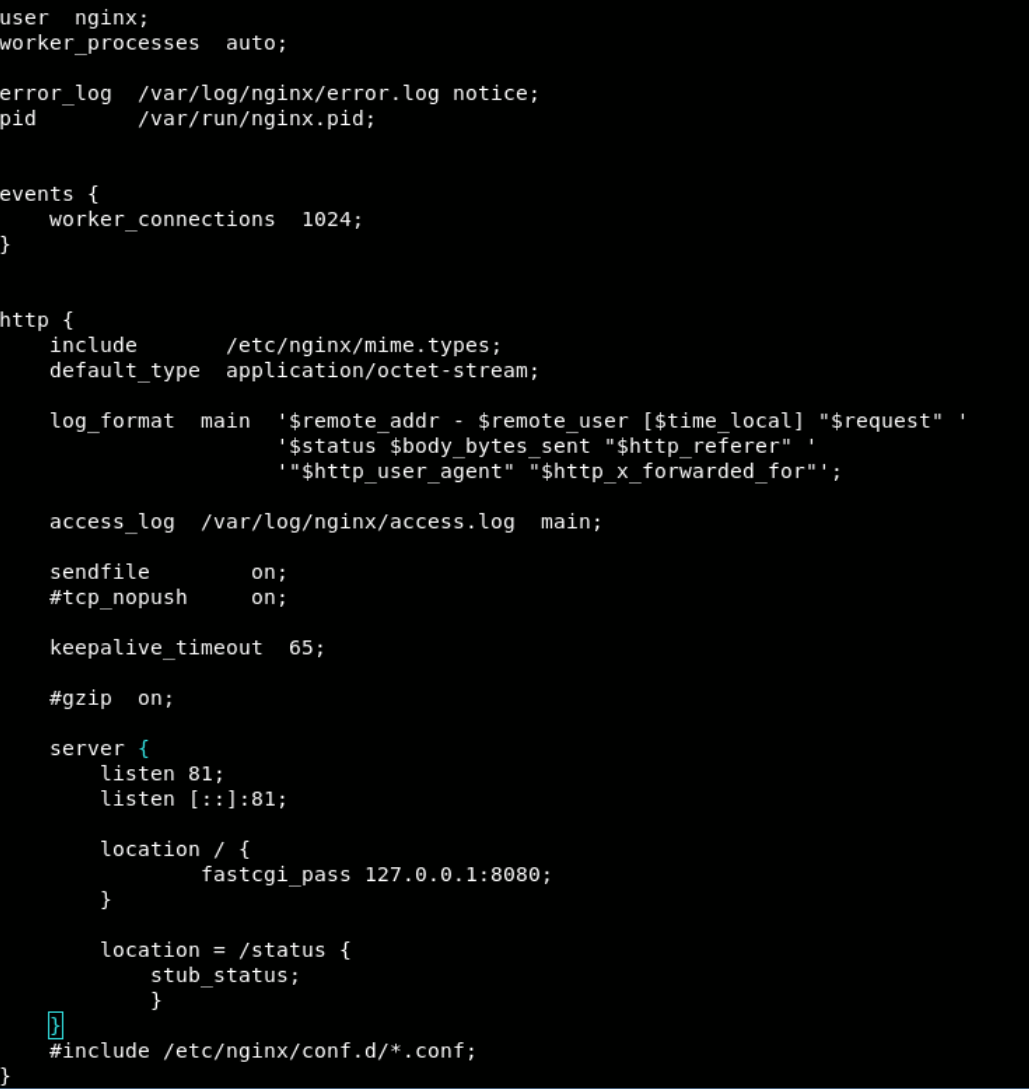 user  nginx;
worker_processes  auto;

error_log  /var/log/nginx/error.log notice;
pid        /var/run/nginx.pid;


events {
    worker_connections  1024;
}


http {
    include       /etc/nginx/mime.types;
    default_type  application/octet-stream;

    log_format  main  '$remote_addr - $remote_user [$time_local] "$request" '
                      '$status $body_bytes_sent "$http_referer" '
                      '"$http_user_agent" "$http_x_forwarded_for"';

    access_log  /var/log/nginx/access.log  main;

    sendfile        on;
    #tcp_nopush     on;

    keepalive_timeout  65;

    #gzip  on;

    server {
        listen 81;
        listen [::]:81;

        location / {
                fastcgi_pass 127.0.0.1:8080;
        }

        location = /status {
            stub_status;
            }
    }
    #include /etc/nginx/conf.d/*.conf;
}